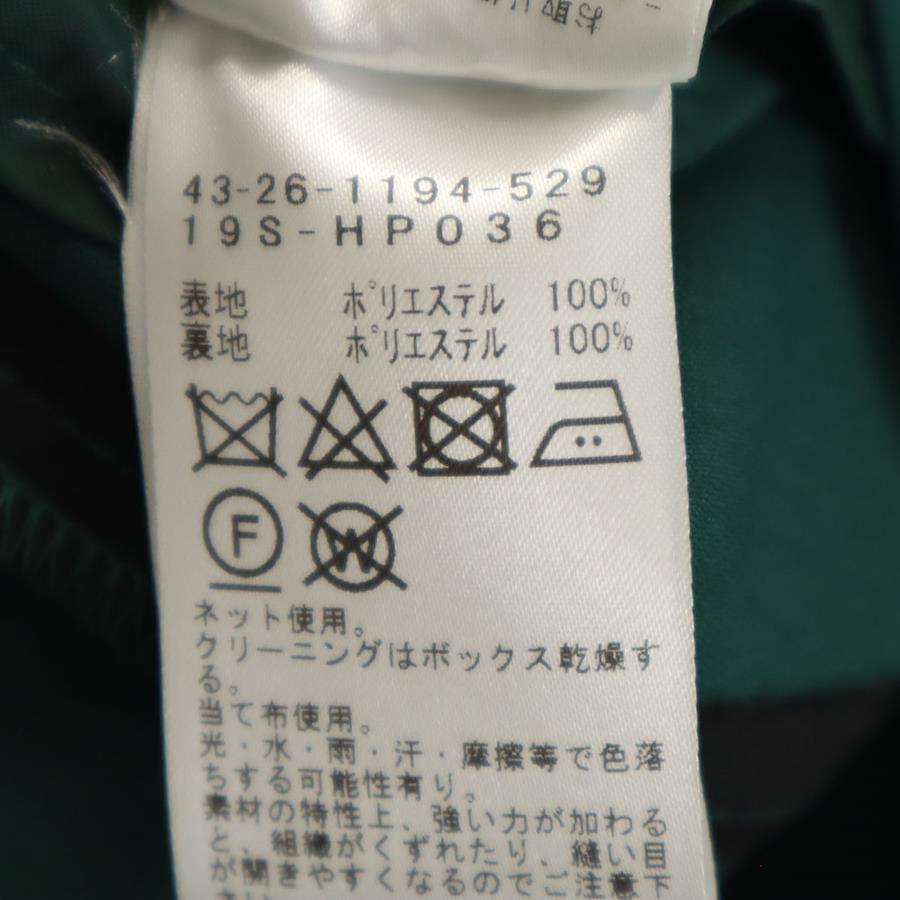 お取り
43-26-1194-529
19S-HP036
表地 ポリエステル 100%
裏地 ポリエステル 100%
F
W
ネット使用。
クリーニングはボックス乾燥す
る。
当て布使用。
光・水・雨・汗・摩擦等で色落
ちする可能性有り。
素材の特性上、強い力が加わる
と、組織がくずれたり、縫い目
が開きやすくなるのでご注意下
さい